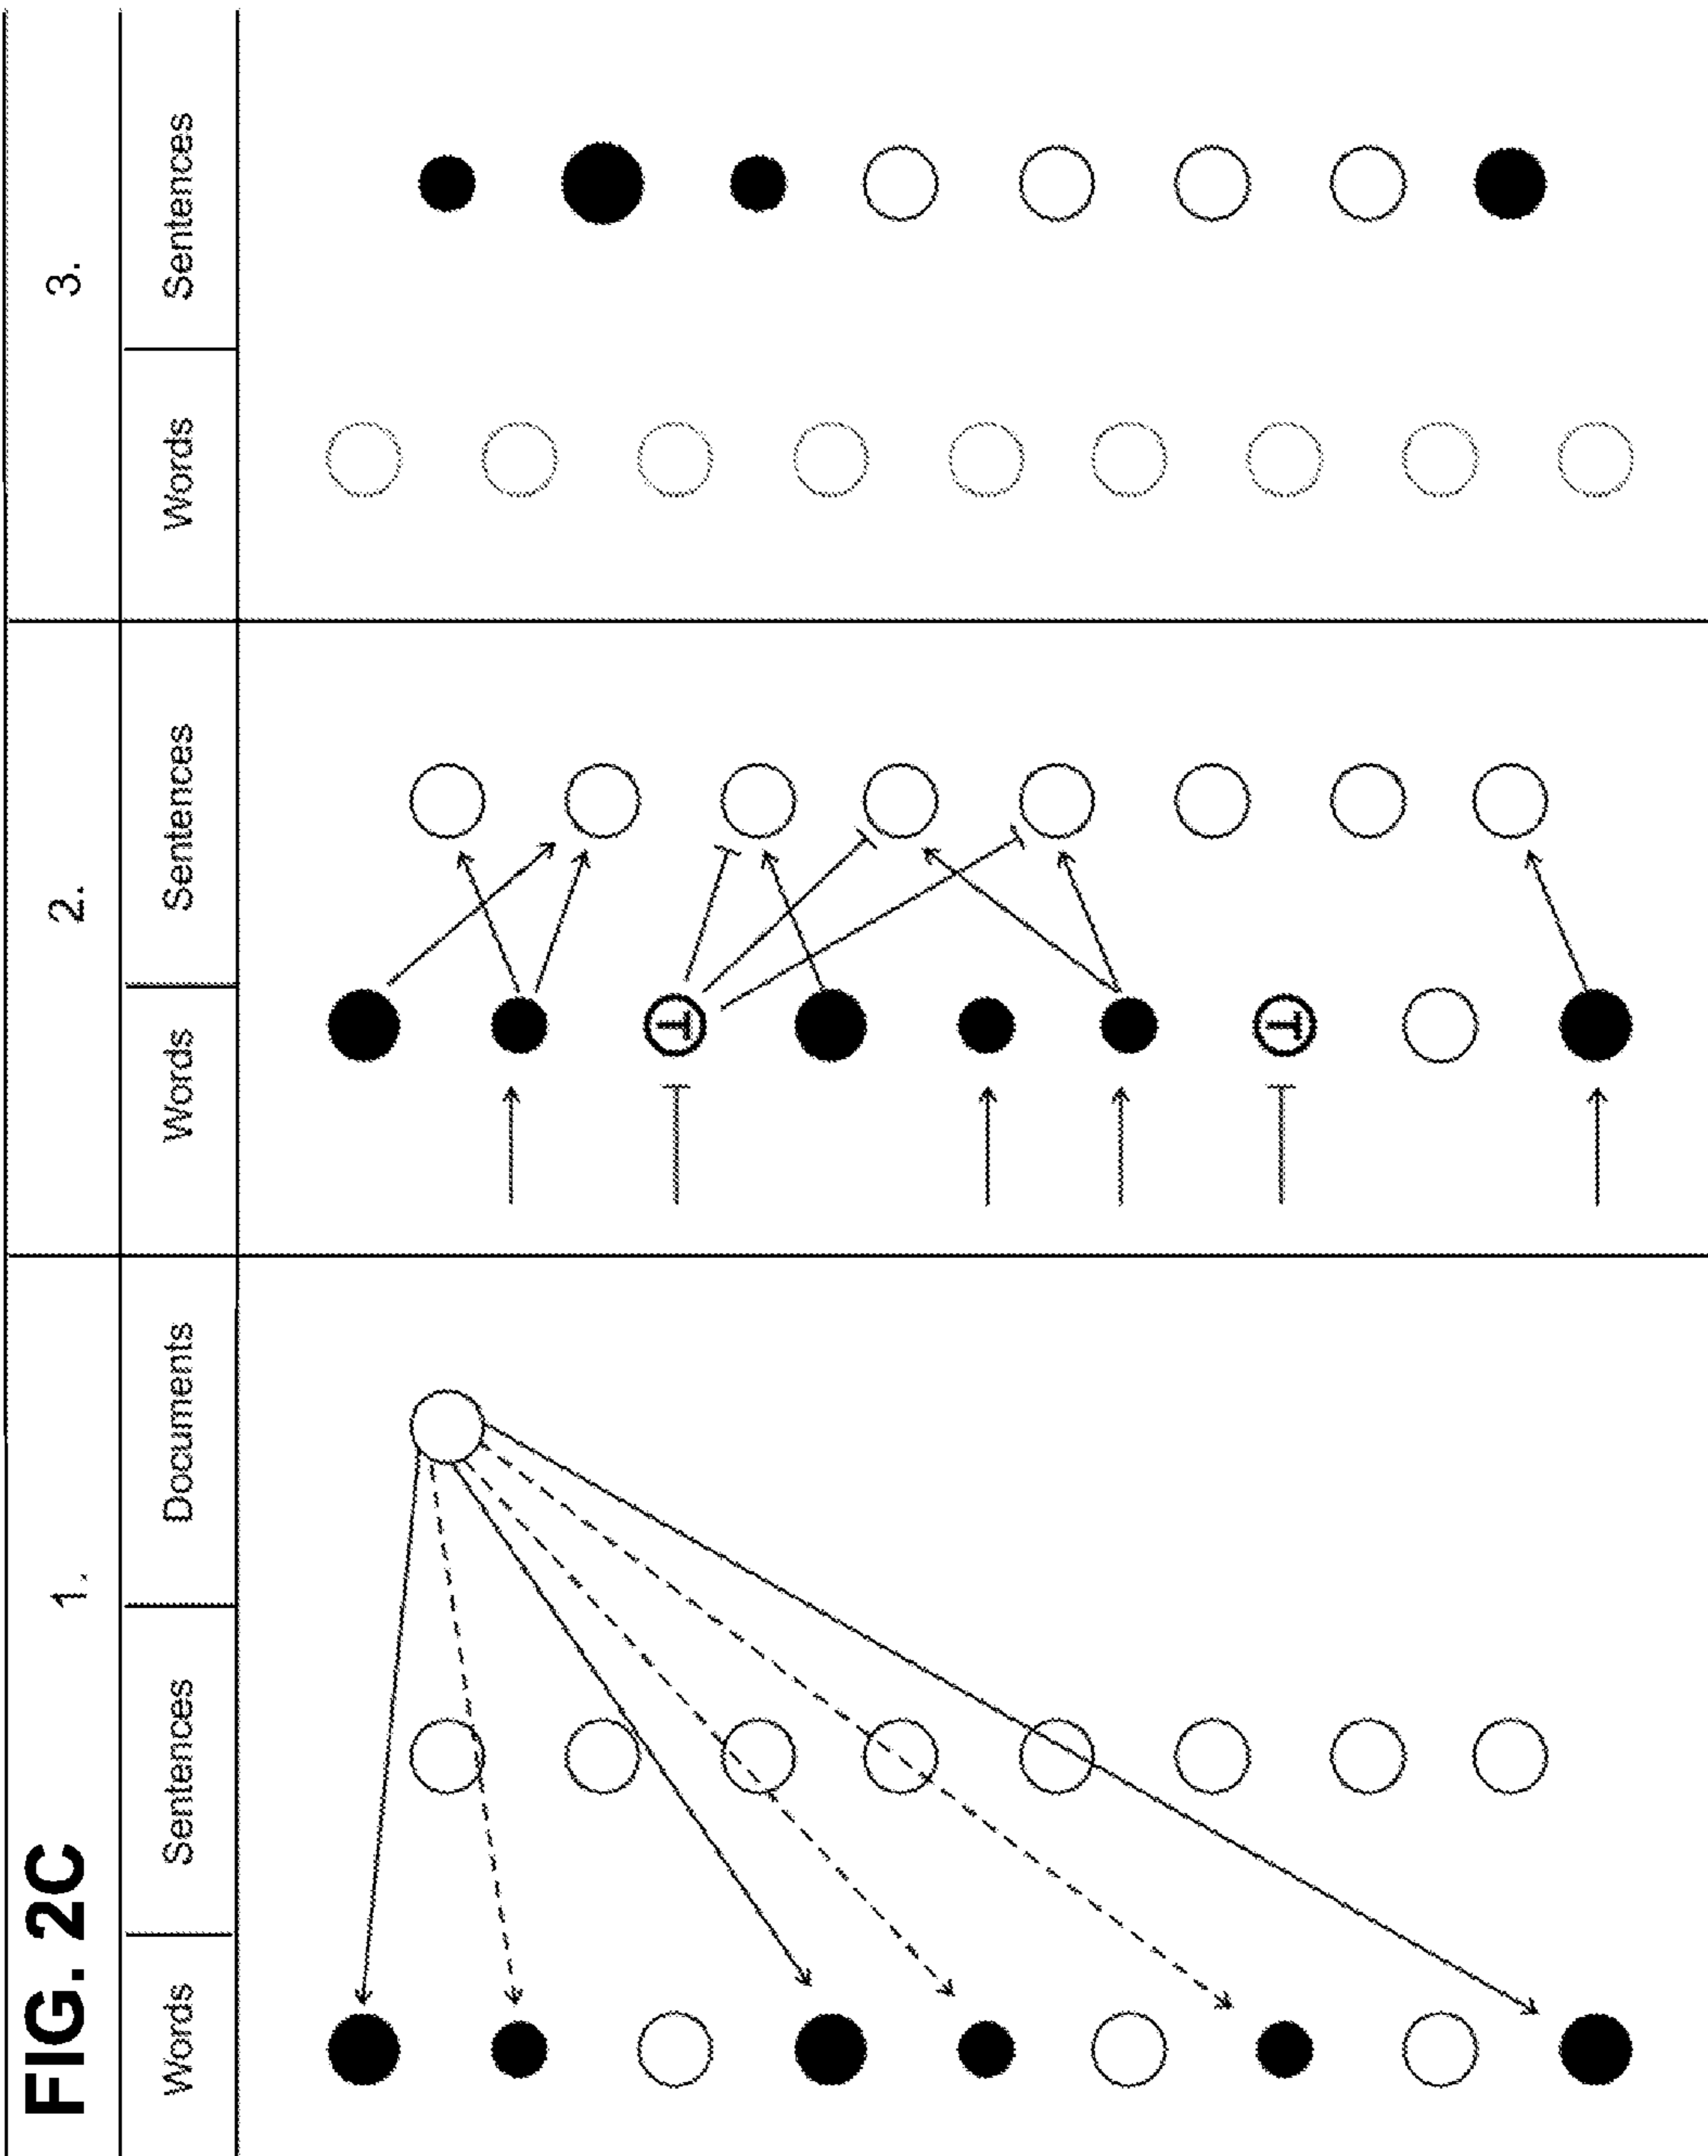 FIG. 2C
1.
2.
3.
Words
Sentences
Documents
Words
Sentences
Words
Sentences
T
T